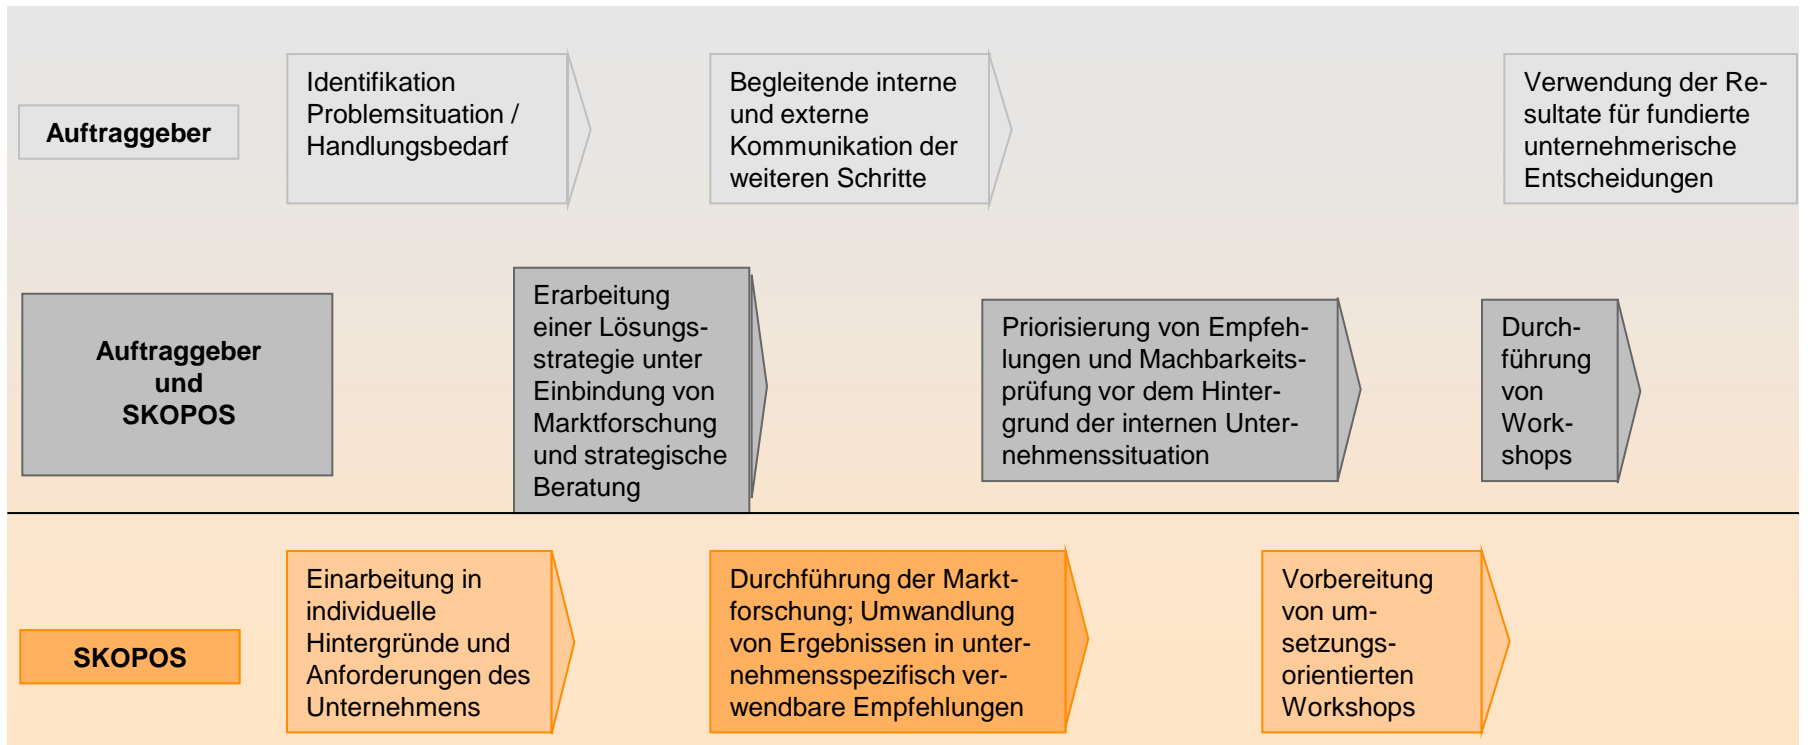 Auftraggeber
Identifikation
Problemsituation /
Handlungsbedarf
Begleitende interne
und externe
Kommunikation der
weiteren Schritte
Verwendung der Re-
sultate für fundierte
unternehmerische
Entscheidungen
Auftraggeber
und
SKOPOS
Erarbeitung
einer Lösungs-
strategie unter
Einbindung von
Marktforschung
und strategische
Beratung
Priorisierung von Empfeh-
lungen und Machbarkeits-
prüfung vor dem Hinter-
grund der internen Unter-
nehmenssituation
Durch-
führung
von
Work-
shops
SKOPOS
Einarbeitung in
individuelle
Hintergründe und
Anforderungen des
Unternehmens
Durchführung der Markt-
forschung; Umwandlung
von Ergebnissen in unter-
nehmensspezifisch ver-
wendbare Empfehlungen
Vorbereitung
von um-
setzungs-
orientierten
Workshops